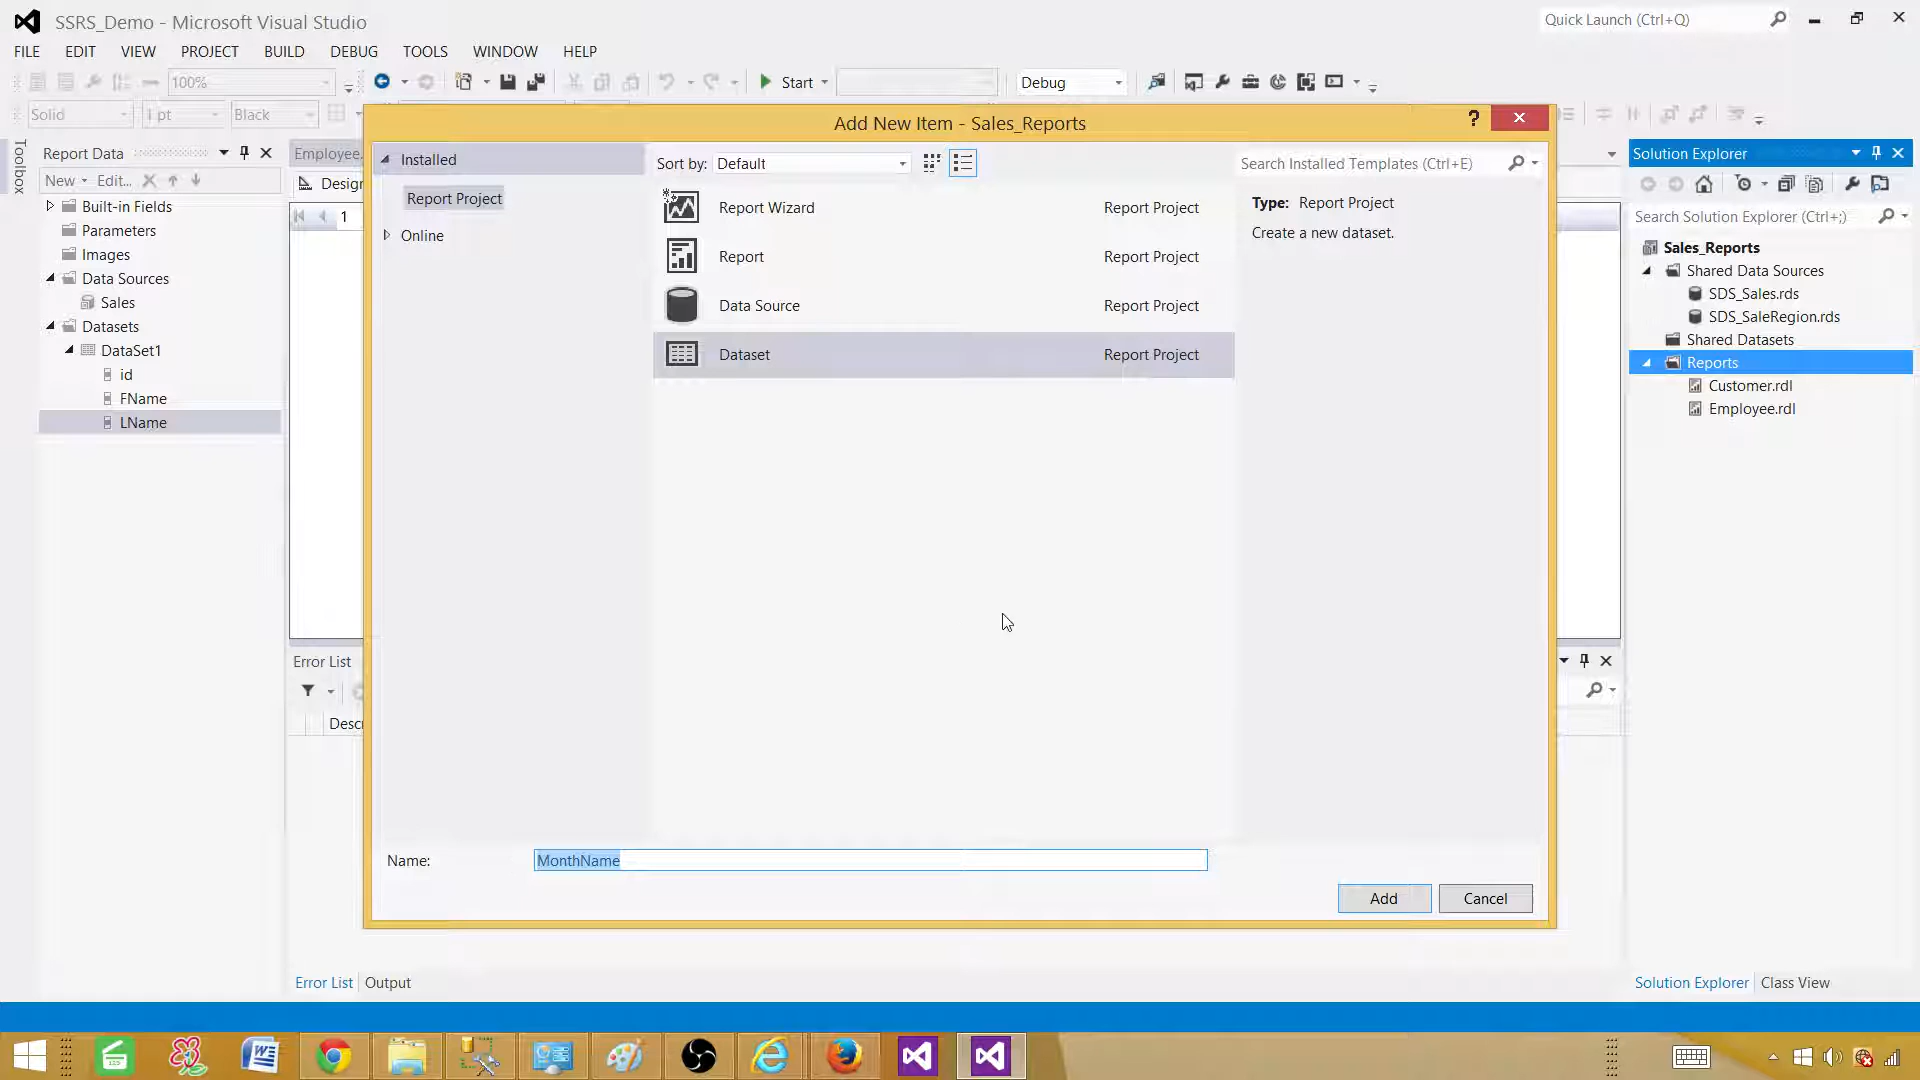 SSRS_Demo - Microsoft Visual Studio
Quick Launch (Ctrl+Q)
FILE EDIT VIEW PROJECT BUILD DEBUG TOOLS WINDOW HELP
100% Start Debug
Solid 1 pt Black
Toolbox
Report Data
New Edit...
Built-in Fields
Parameters
Images
Data Sources
Sales
Datasets
DataSet1
id
FName
LName
Employee.
Design
1
Add New Item - Sales_Reports
?
Installed
Report Project
Online
Sort by: Default
Search Installed Templates (Ctrl+E)
Report Wizard Report Project
Report Report Project
Data Source Report Project
Dataset Report Project
Type: Report Project
Create a new dataset.
Name: MonthName
Add Cancel
Solution Explorer
Search Solution Explorer (Ctrl+;)
Sales_Reports
Shared Data Sources
SDS_Sales.rds
SDS_SaleRegion.rds
Shared Datasets
Reports
Customer.rdl
Employee.rdl
Error List
Descr
Error List Output
Solution Explorer Class View